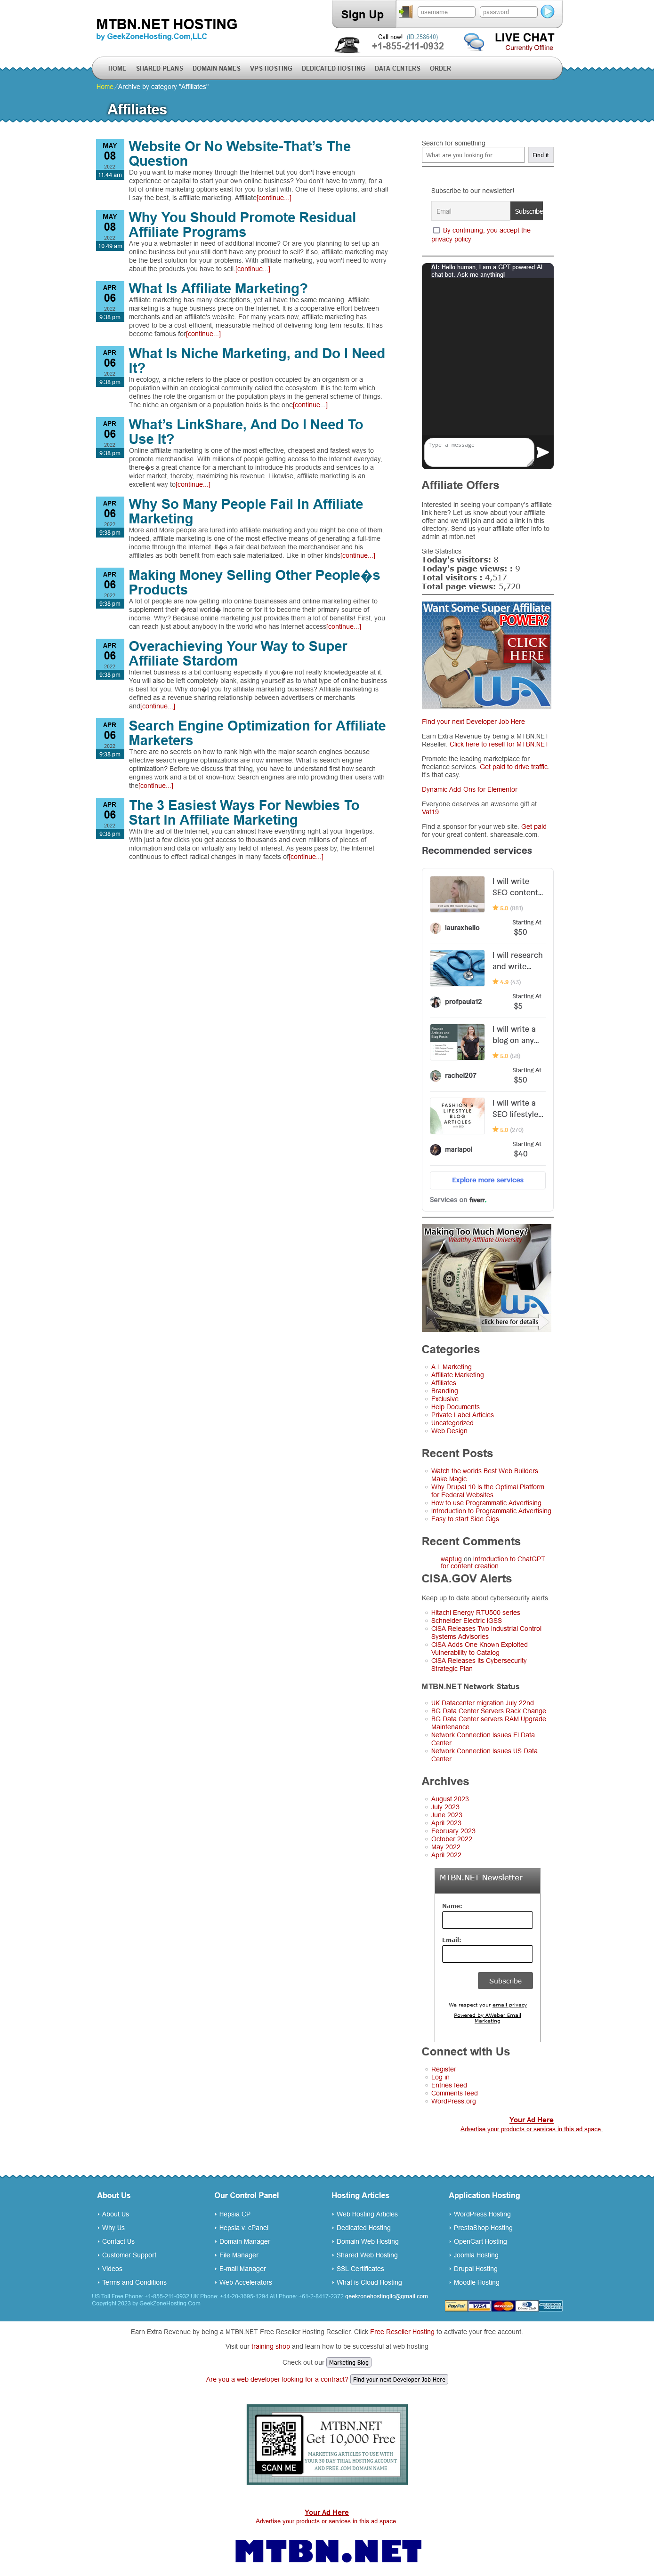 Sign Up
username
password
MTBN.NET HOSTING
by GeekZoneHosting.Com,LLC
Call now! (ID:258640)
+1-855-211-0932
LIVE CHAT
Currently Offline
HOME SHARED PLANS DOMAIN NAMES VPS HOSTING DEDICATED HOSTING DATA CENTERS ORDER
Home / Archive by category "Affiliates"
Affiliates
MAY
08
2022
11:44 am
Website Or No Website-That's The
Question
Do you want to make money through the Internet but you don't have enough
experience or capital to start your own online business? You don't have to worry, for a
lot of online marketing options exist for you to start with. One of these options, and shall
I say the best, is affiliate marketing. Affiliate[continue...]
MAY
08
2022
10:49 am
Why You Should Promote Residual
Affiliate Programs
Are you a webmaster in need of additional income? Or are you planning to set up an
online business but you still don't have any product to sell? If so, affiliate marketing may
be the best solution for your problems. With affiliate marketing, you won't need to worry
about the products you have to sell.[continue...]
APR
06
2022
9:38 pm
What Is Affiliate Marketing?
Affiliate marketing has many descriptions, yet all have the same meaning. Affiliate
marketing is a huge business piece on the Internet. It is a cooperative effort between
merchants and an affiliate's website. For many years now, affiliate marketing has
proved to be a cost-efficient, measurable method of delivering long-term results. It has
become famous for[continue...]
APR
06
2022
9:38 pm
What Is Niche Marketing, and Do I Need
It?
In ecology, a niche refers to the place or position occupied by an organism or a
population within an ecological community called the ecosystem. It is the term which
defines the role the organism or the population plays in the general scheme of things.
The niche an organism or a population holds is the one[continue...]
APR
06
2022
9:38 pm
What's LinkShare, And Do I Need To
Use It?
Online affiliate marketing is one of the most effective, cheapest and fastest ways to
promote merchandise. With millions of people getting access to the Internet everyday,
there�s a great chance for a merchant to introduce his products and services to a
wider market, thereby, maximizing his revenue. Likewise, affiliate marketing is an
excellent way to[continue...]
APR
06
2022
9:38 pm
Why So Many People Fail In Affiliate
Marketing
More and More people are lured into affiliate marketing and you might be one of them.
Indeed, affiliate marketing is one of the most effective means of generating a full-time
income through the Internet. It�s a fair deal between the merchandiser and his
affiliates as both benefit from each sale materialized. Like in other kinds[continue...]
APR
06
2022
9:38 pm
Making Money Selling Other People�s
Products
A lot of people are now getting into online businesses and online marketing either to
supplement their �real world� income or for it to become their primary source of
income. Why? Because online marketing just provides them a lot of benefits! First, you
can reach just about anybody in the world who has Internet access[continue...]
APR
06
2022
9:38 pm
Overachieving Your Way to Super
Affiliate Stardom
Internet business is a bit confusing especially if you�re not really knowledgeable at it.
You will also be left completely blank, asking yourself as to what type of online business
is best for you. Why don�t you try affiliate marketing business? Affiliate marketing is
defined as a revenue sharing relationship between advertisers or merchants
and[continue...]
APR
06
2022
9:38 pm
Search Engine Optimization for Affiliate
Marketers
There are no secrets on how to rank high with the major search engines because
effective search engine optimizations are now immense. What is search engine
optimization? Before we discuss that thing, you have to understand first how search
engines work and a bit of know-how. Search engines are into providing their users with
the[continue...]
APR
06
2022
9:38 pm
The 3 Easiest Ways For Newbies To
Start In Affiliate Marketing
With the aid of the Internet, you can almost have everything right at your fingertips.
With just a few clicks you get access to thousands and even millions of pieces of
information and data on virtually any field of interest. As years pass by, the Internet
continuous to effect radical changes in many facets of[continue...]
Search for something
What are you looking for
Find it
Subscribe to our newsletter!
Email
Subscribe
By continuing, you accept the
privacy policy
AI: Hello human, I am a GPT powered AI
chat bot. Ask me anything!
Type a message
Affiliate Offers
Interested in seeing your company's affiliate
link here? Let us know about your affiliate
offer and we will join and add a link in this
directory. Send us your affiliate offer info to
admin at mtbn.net
Site Statistics
Today's visitors: 8
Today's page views: : 9
Total visitors : 4,517
Total page views: 5,720
Want Some Super Affiliate
POWER?
CLICK
HERE
WA
Find your next Developer Job Here
Earn Extra Revenue by being a MTBN.NET
Reseller. Click here to resell for MTBN.NET
Promote the leading marketplace for
freelance services. Get paid to drive traffic.
it's that easy.
Dynamic Add-Ons for Elementor
Everyone deserves an awesome gift at
Vat19
Find a sponsor for your web site. Get paid
for your great content. shareasale.com.
Recommended services
I will write
SEO content...
5.0 (881)
lauraxhello
Starting At
$50
I will research
and write...
4.9 (43)
profpaula12
Starting At
$5
I will write a
blog on any...
5.0 (58)
rachel207
Starting At
$50
FASHION &
LIFESTYLE
BLOG
ARTICLES
I will write a
SEO lifestyle...
5.0 (270)
mariapol
Starting At
$40
Explore more services
Services on fiverr.
Making Too Much Money?
Wealthy Affiliate University
WA
click here for details
Categories
A.I. Marketing
Affiliate Marketing
Affiliates
Branding
Exclusive
Help Documents
Private Label Articles
Uncategorized
Web Design
Recent Posts
Watch the worlds Best Web Builders
Make Magic
Why Drupal 10 is the Optimal Platform
for Federal Websites
How to use Programmatic Advertising
Introduction to Programmatic Advertising
Easy to start Side Gigs
Recent Comments
waptug on Introduction to ChatGPT
for content creation
CISA.GOV Alerts
Keep up to date about cybersecurity alerts.
Hitachi Energy RTU500 series
Schneider Electric IGSS
CISA Releases Two Industrial Control
Systems Advisories
CISA Adds One Known Exploited
Vulnerability to Catalog
CISA Releases its Cybersecurity
Strategic Plan
MTBN.NET Network Status
UK Datacenter migration July 22nd
BG Data Center Servers Rack Change
BG Data Center servers RAM Upgrade
Maintenance
Network Connection Issues FI Data
Center
Network Connection Issues US Data
Center
Archives
August 2023
July 2023
June 2023
April 2023
February 2023
October 2022
May 2022
April 2022
MTBN.NET Newsletter
Name:
Email:
Subscribe
We respect your email privacy
Powered by AWeber Email
Marketing
Connect with Us
Register
Log in
Entries feed
Comments feed
WordPress.org
Your Ad Here
Advertise your products or services in this ad space.
About Us
About Us
Why Us
Contact Us
Customer Support
Videos
Terms and Conditions
Our Control Panel
Hepsia CP
Hepsia v. cPanel
Domain Manager
File Manager
E-mail Manager
Web Accelerators
Hosting Articles
Web Hosting Articles
Dedicated Hosting
Domain Web Hosting
Shared Web Hosting
SSL Certificates
What is Cloud Hosting
Application Hosting
WordPress Hosting
PrestaShop Hosting
OpenCart Hosting
Joomla Hosting
Drupal Hosting
Moodle Hosting
US Toll Free Phone: +1-855-211-0932 UK Phone: +44-20-3695-1294 AU Phone: +61-2-8417-2372 geekzonehostingllc@gmail.com
Copyright 2023 by GeekZoneHosting.Com
PayPal VISA
Earn Extra Revenue by being a MTBN.NET Free Reseller Hosting Reseller. Click Free Reseller Hosting to activate your free account.
Visit our training shop and learn how to be successful at web hosting
Check out our Marketing Blog
Are you a web developer looking for a contract? Find your next Developer Job Here
SCAN ME
MTBN.NET
Get 10,000 Free
MARKETING ARTICLES TO USE WITH
YOUR 30 DAY TRIAL HOSTING ACCOUNT
AND FREE .COM DOMAIN NAME
Your Ad Here
Advertise your products or services in this ad space.
MTBN.NET